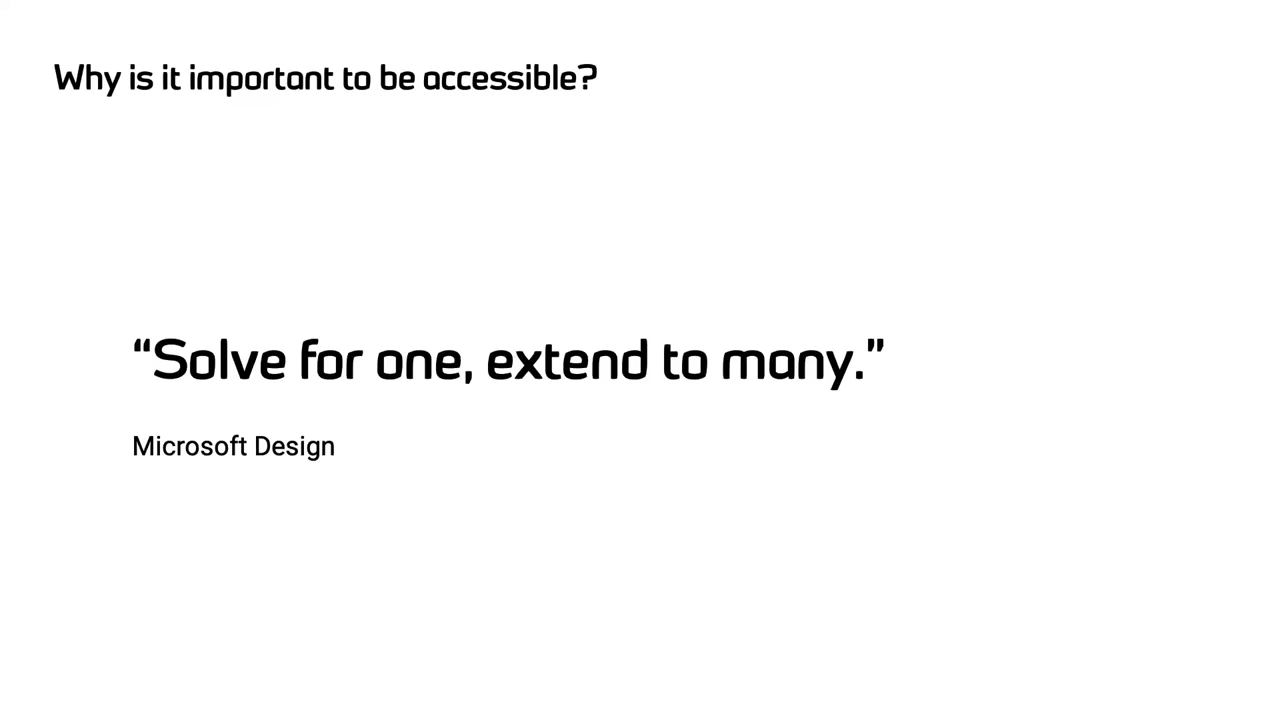 Why is it important to be accessible?
“Solve for one, extend to many.”
Microsoft Design